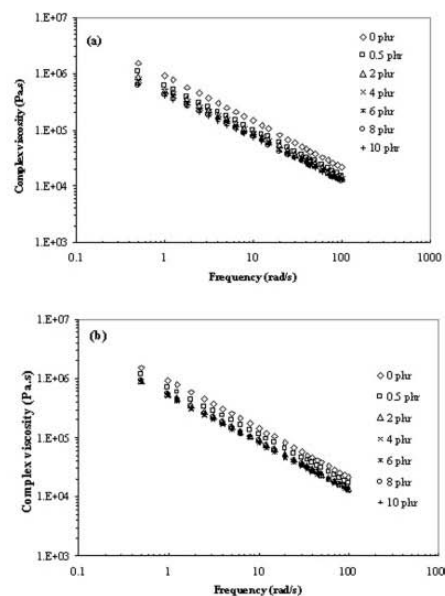 1.E+07
(a)
0 phr
0.5 phr
2 phr
4 phr
6 phr
8 phr
10 phr
1.E+06
1.E+05
1.E+04
1.E+03
Complex viscosity (Pa.s)
0.1
1
10
100
1000
Frequency (rad/s)
1.E+07
(b)
0 phr
0.5 phr
2 phr
4 phr
6 phr
8 phr
10 phr
1.E+06
1.E+05
1.E+04
1.E+03
Complex viscosity (Pa.s)
0.1
1
10
100
Frequency (rad/s)